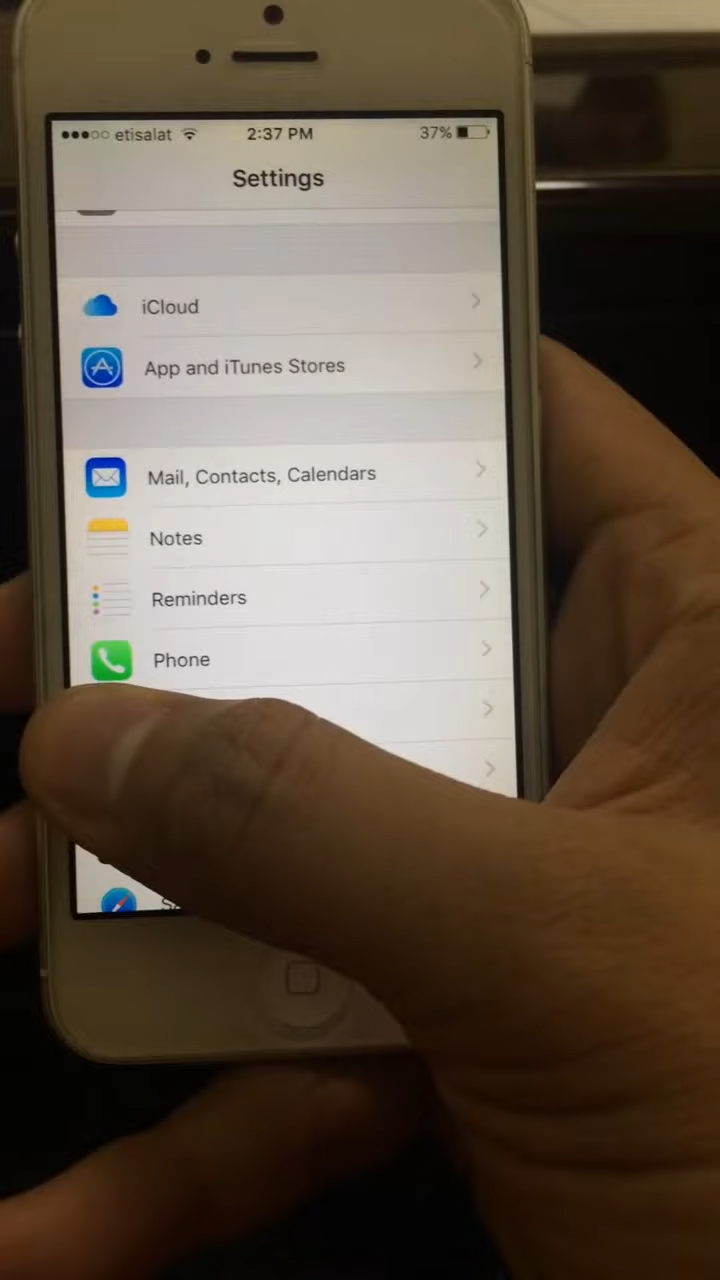 etisalat 2:37 PM 37%
Settings
iCloud
App and iTunes Stores
Mail, Contacts, Calendars
Notes
Reminders
Phone